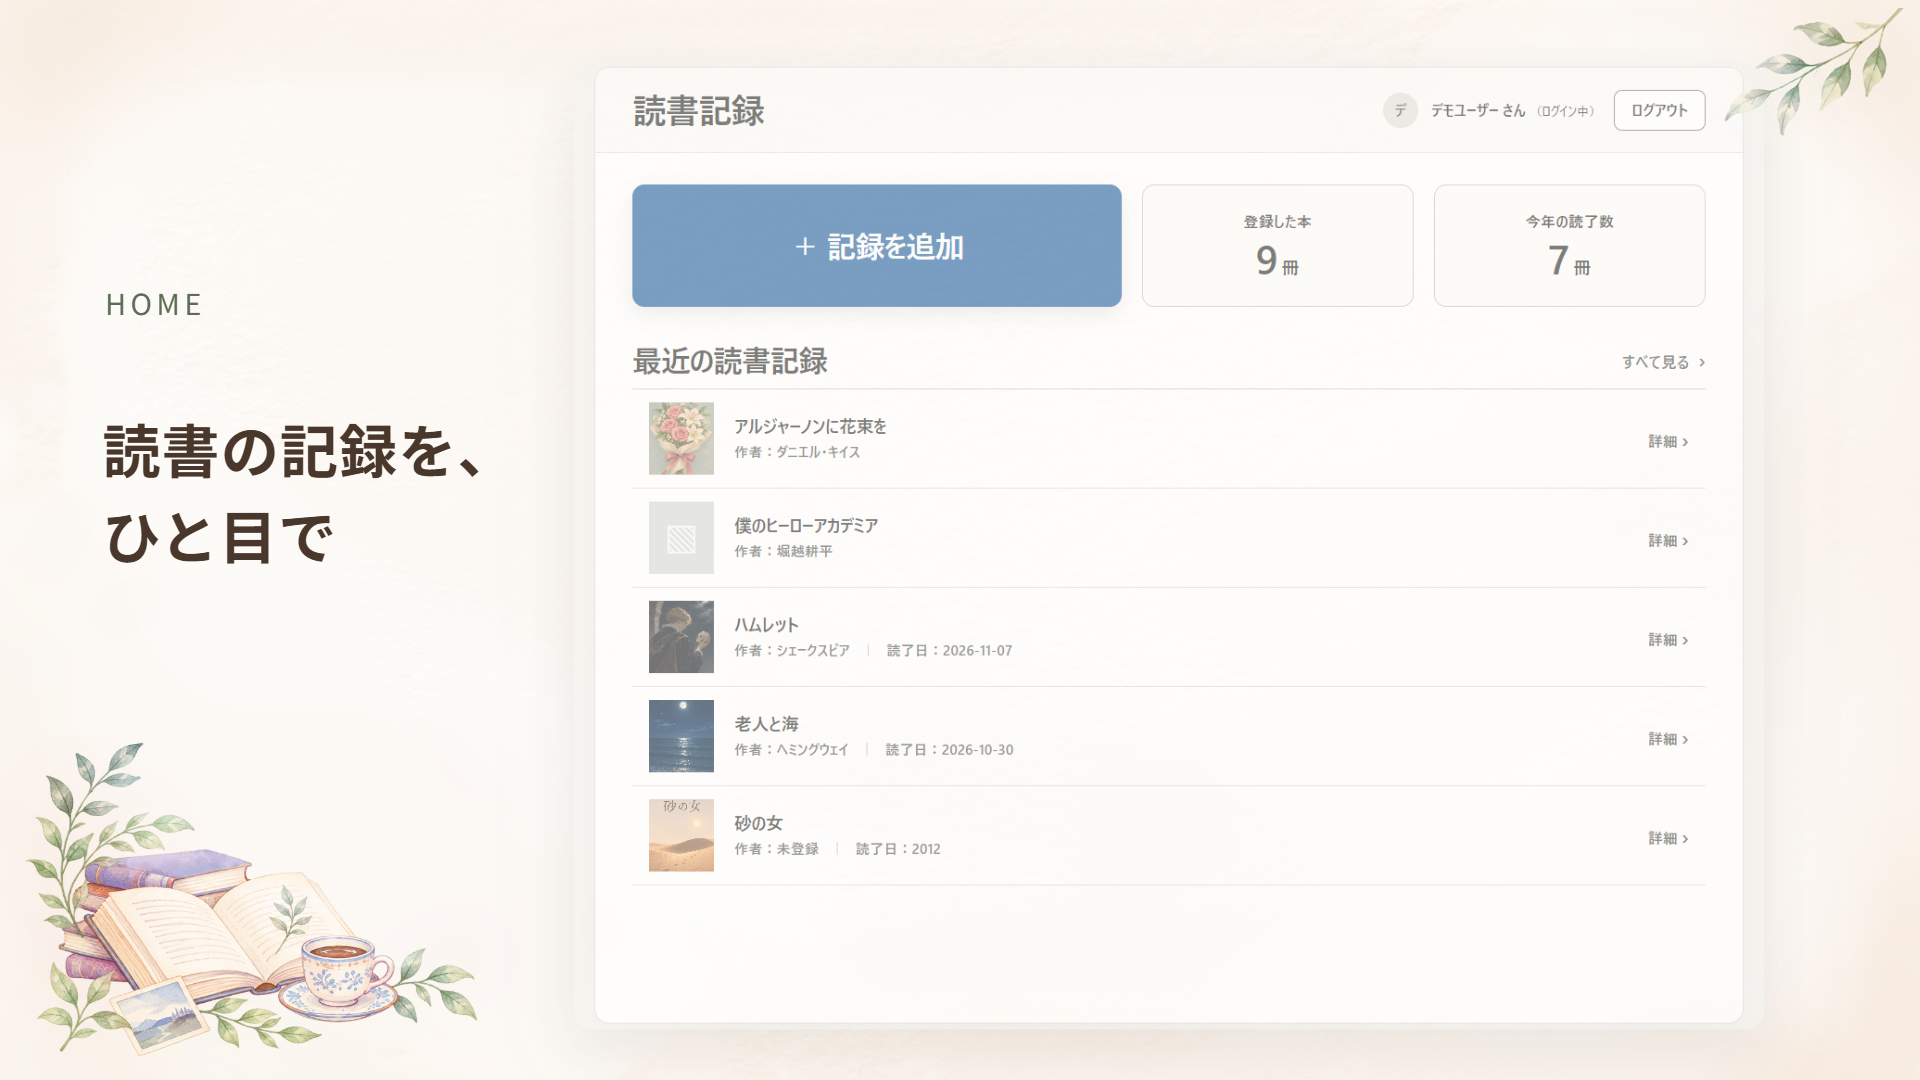 HOME
読書の記録を、
ひと目で
読書記録
デ デモユーザー さん （ログイン中） ログアウト
＋ 記録を追加
登録した本
9 冊
今年の読了数
7 冊
最近の読書記録 すべて見る ›
アルジャーノンに花束を
作者：ダニエル・キイス
詳細 ›
僕のヒーローアカデミア
作者：堀越耕平
詳細 ›
ハムレット
作者：シェークスピア ｜ 読了日：2026-11-07
詳細 ›
老人と海
作者：ヘミングウェイ ｜ 読了日：2026-10-30
詳細 ›
砂の女
砂の女
作者：未登録 ｜ 読了日：2012
詳細 ›